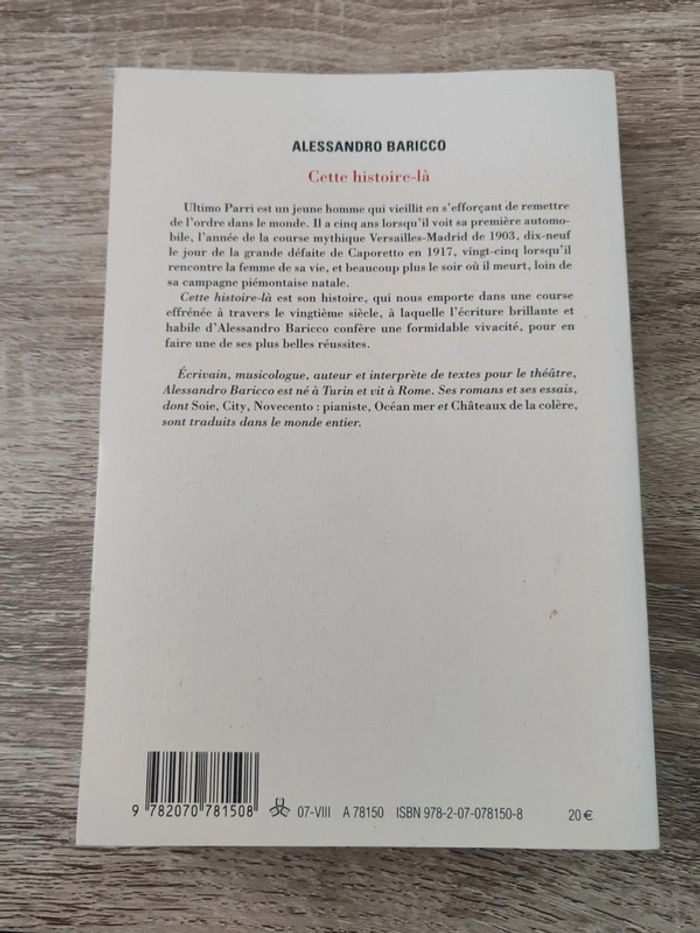 ALESSANDRO BARICCO
Cette histoire-là
Ultimo Parri est un jeune homme qui vieillit en s'efforçant de remettre
de l'ordre dans le monde. Il a cinq ans lorsqu'il voit sa première automo-
bile, l'année de la course mythique Versailles-Madrid de 1903, dix-neuf
le jour de la grande défaite de Caporetto en 1917, vingt-cinq lorsqu'il
rencontre la femme de sa vie, et beaucoup plus le soir où il meurt, loin de
sa campagne piémontaise natale.
Cette histoire-là est son histoire, qui nous emporte dans une course
effrénée à travers le vingtième siècle, à laquelle l'écriture brillante et
habile d'Alessandro Baricco confère une formidable vivacité, pour en
faire une de ses plus belles réussites.
Écrivain, musicologue, auteur et interprète de textes pour le théâtre,
Alessandro Baricco est né à Turin et vit à Rome. Ses romans et ses essais,
dont Soie, City, Novecento : pianiste, Océan mer et Châteaux de la colère,
sont traduits dans le monde entier.
9 782070 781508 07-VIII A 78150 ISBN 978-2-07-078150-8 20 €